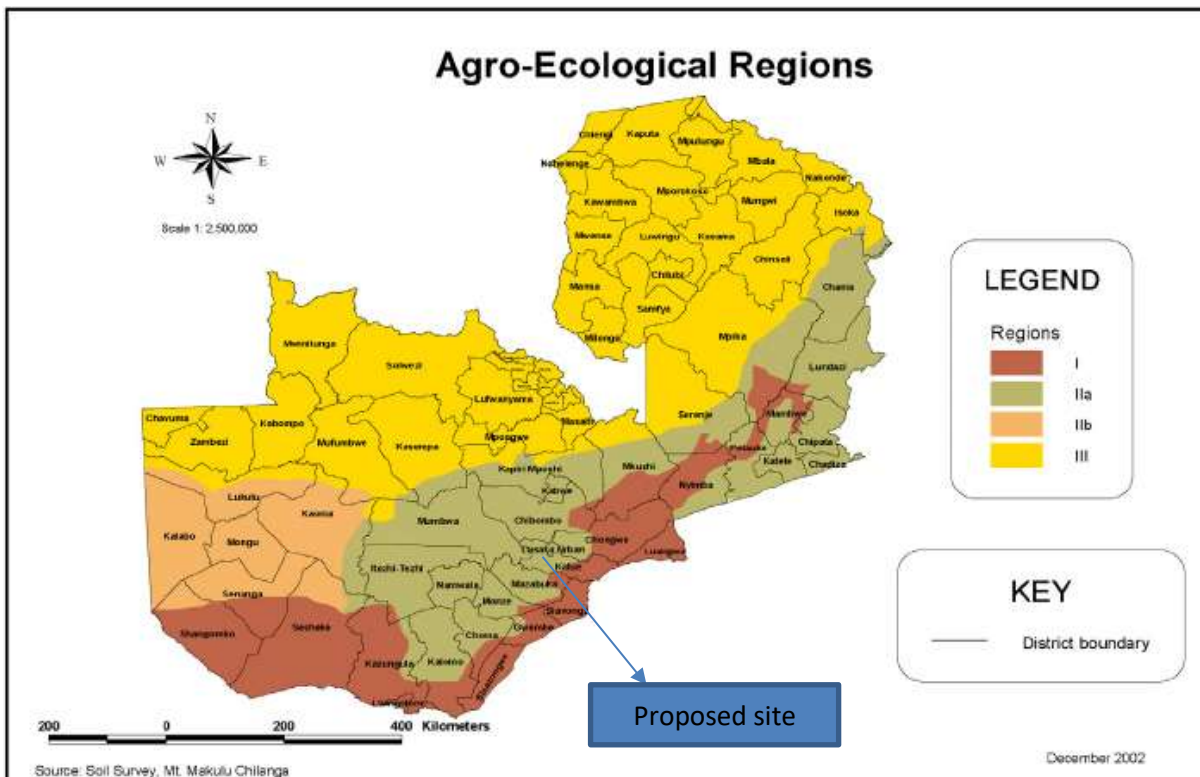 Agro-Ecological Regions
N
W E
S
Scale 1: 2,500,000
Chiengi
Kaputa
Mpulungu
Mbala
Nakonde
Kawambwa
Mporokoso
Mungwi
Isoka
Mwense
Luwingu
Kasama
Chinsali
Chilubi
Mansa
Samfya
Milenga
Mpika
Chama
Lundazi
Mwinilunga
Solwezi
Chavuma
Zambezi
Kabompo
Mufumbwe
Kasempa
Lufwanyama
Masaiti
Mpongwe
Serenje
Mambwe
Chipata
Katete
Chadiza
Petauke
Nyimba
Mkushi
Kapiri Mposhi
Kabwe
Lukulu
Kaoma
Kalabo
Mongu
Senanga
Mumbwa
Chibombo
Chongwe
Luangwa
Lusaka Urban
Kafue
Itezhi-Tezhi
Namwala
Mazabuka
Monze
Siavonga
Gwembe
Choma
Kalomo
Sinazongwe
Shangombo
Sesheke
Kazungula
Livingstone
LEGEND
Regions
I
IIa
IIb
III
KEY
District boundary
Proposed site
200 0 200 400 Kilometers
Source: Soil Survey, Mt. Makulu Chilanga
December 2002